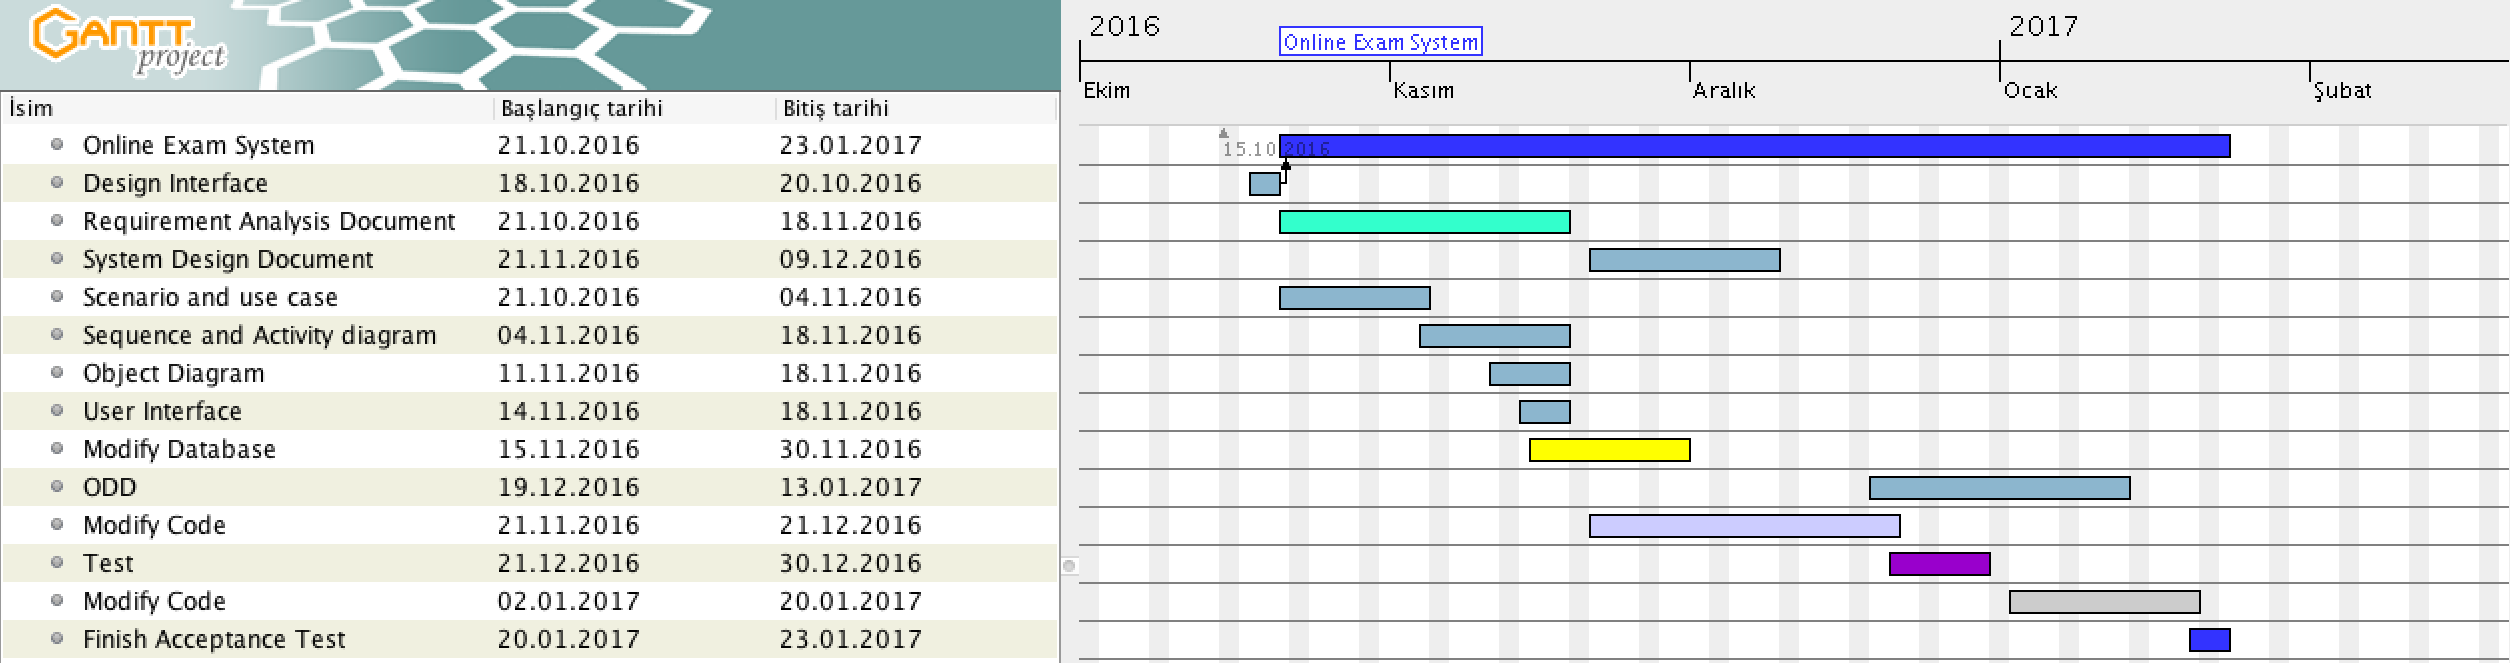 GANTT
project
2016
2017
Online Exam System
Ekim Kasım Aralık Ocak Şubat
İsim Başlangıç tarihi Bitiş tarihi
Online Exam System 21.10.2016 23.01.2017
15.10.2016
Design Interface 18.10.2016 20.10.2016
Requirement Analysis Document 21.10.2016 18.11.2016
System Design Document 21.11.2016 09.12.2016
Scenario and use case 21.10.2016 04.11.2016
Sequence and Activity diagram 04.11.2016 18.11.2016
Object Diagram 11.11.2016 18.11.2016
User Interface 14.11.2016 18.11.2016
Modify Database 15.11.2016 30.11.2016
ODD 19.12.2016 13.01.2017
Modify Code 21.11.2016 21.12.2016
Test 21.12.2016 30.12.2016
Modify Code 02.01.2017 20.01.2017
Finish Acceptance Test 20.01.2017 23.01.2017